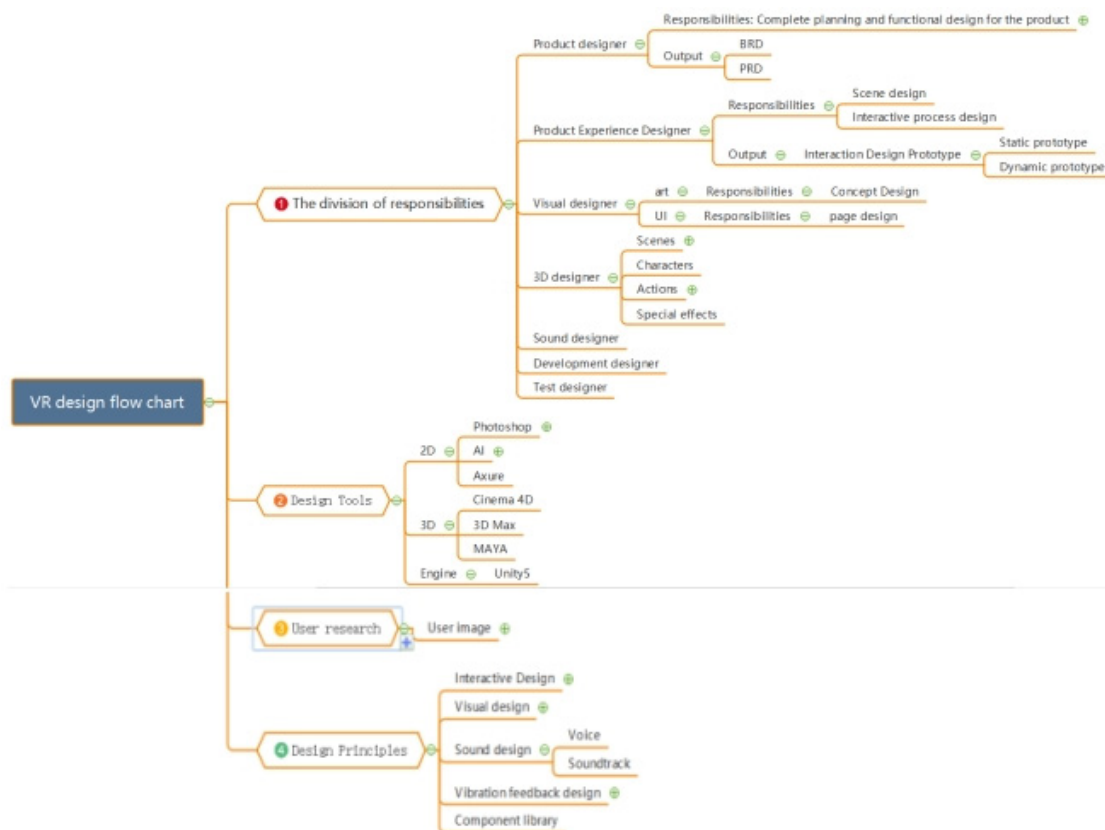 Responsibilities: Complete planning and functional design for the product
Product designer
BRD
Output
PRD
Scene design
Responsibilities
Interactive process design
Product Experience Designer
Static prototype
Output Interaction Design Prototype
Dynamic prototype
art Responsibilities Concept Design
1 The division of responsibilities
Visual designer
UI Responsibilities page design
Scenes
Characters
3D designer
Actions
Special effects
Sound designer
Development designer
Test designer
VR design flow chart
Photoshop
2D AI
Axure
2 Design Tools
Cinema 4D
3D 3D Max
MAYA
Engine Unity5
3 User research User image
Interactive Design
Visual design
Voice
4 Design Principles
Sound design
Soundtrack
Vibration feedback design
Component library